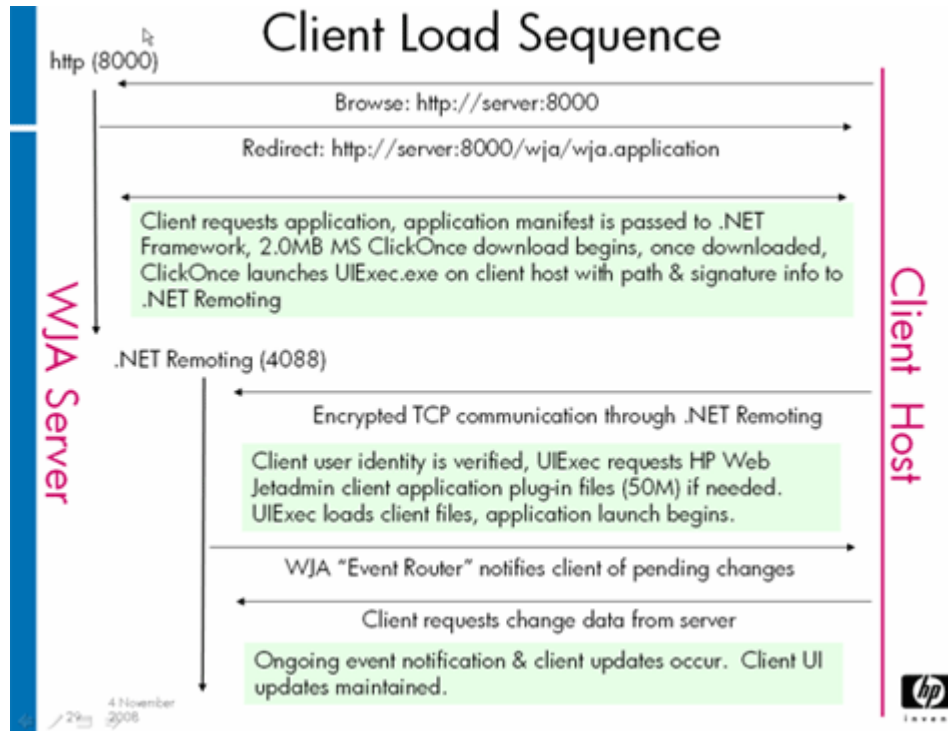 Client Load Sequence
http (8000)
Browse: http://server:8000
Redirect: http://server:8000/wja/wja.application
Client requests application, application manifest is passed to .NET
Framework, 2.0MB MS ClickOnce download begins, once downloaded,
ClickOnce launches UIExec.exe on client host with path & signature info to
.NET Remoting
WJA Server
Client Host
.NET Remoting (4088)
Encrypted TCP communication through .NET Remoting
Client user identity is verified, UIExec requests HP Web
Jetadmin client application plug-in files (50M) if needed.
UIExec loads client files, application launch begins.
WJA “Event Router” notifies client of pending changes
Client requests change data from server
Ongoing event notification & client updates occur. Client UI
updates maintained.
4 November
29 2008
hp
invent